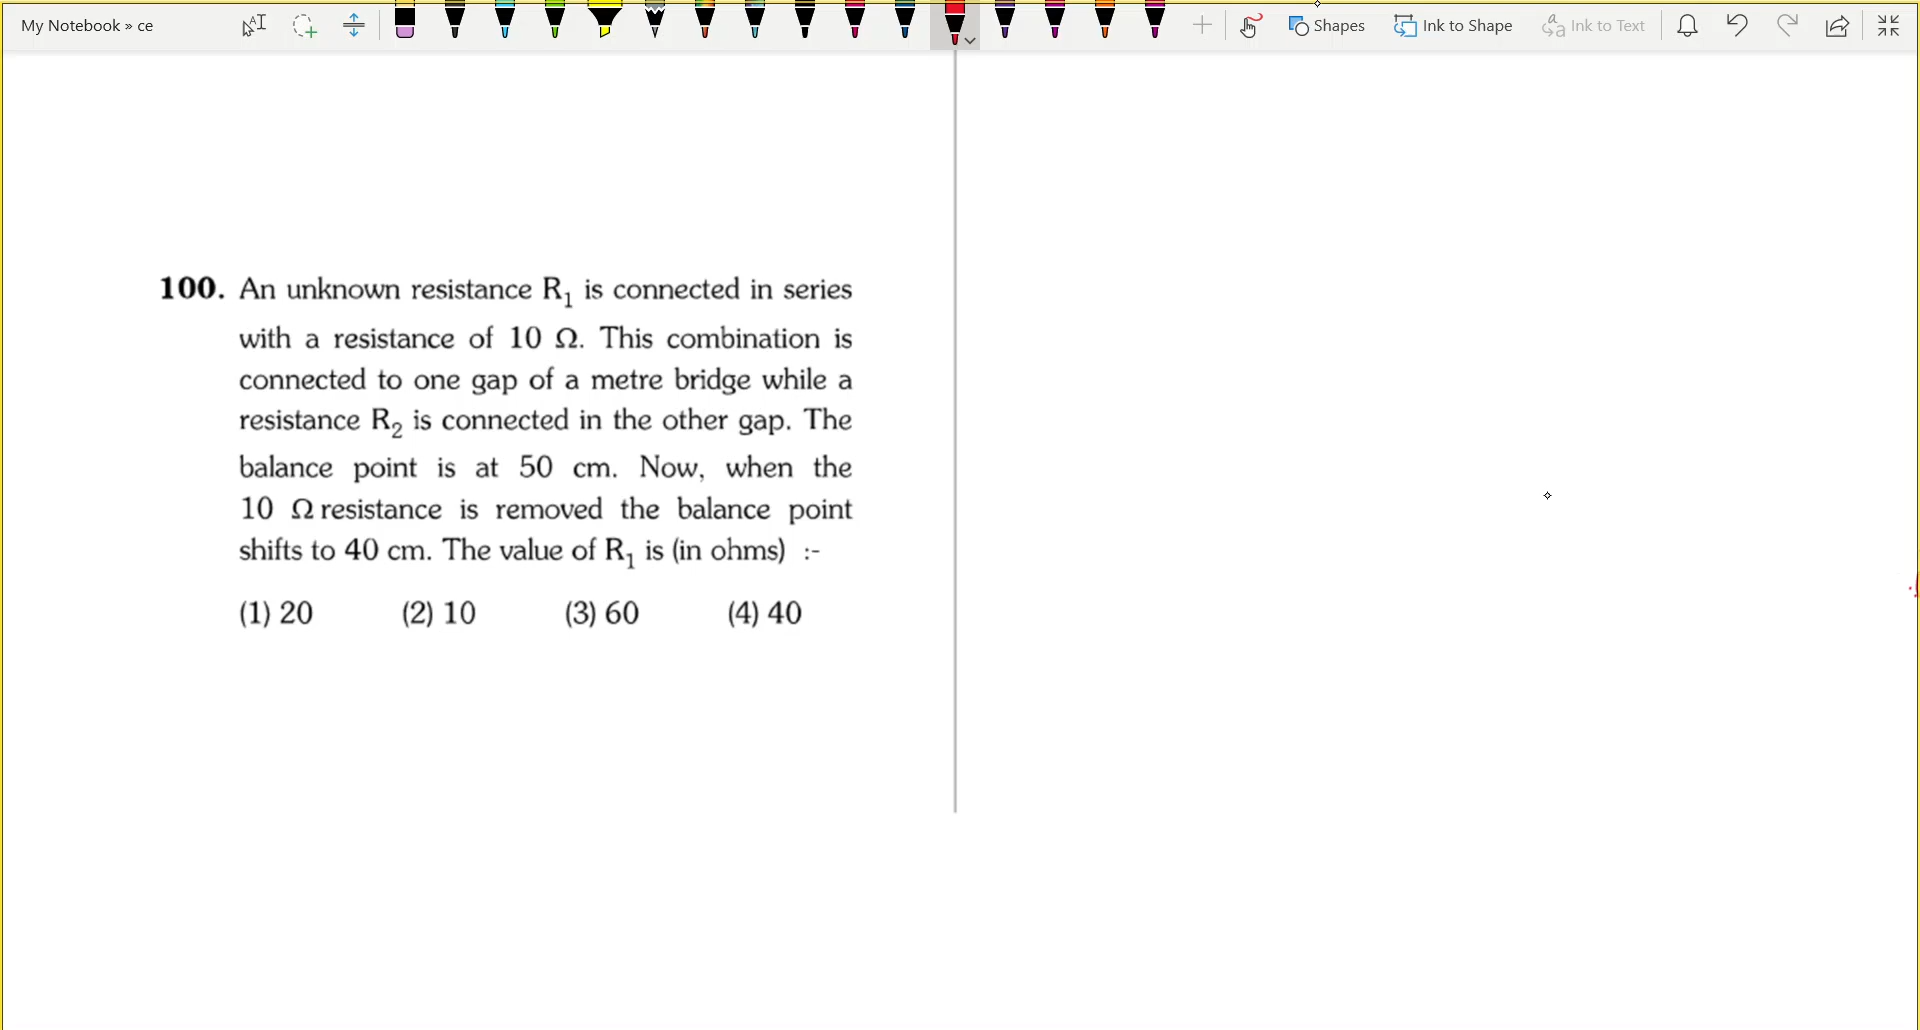 My Notebook » ce
Shapes
Ink to Shape
Ink to Text
100. An unknown resistance R₁ is connected in series
with a resistance of 10 Ω. This combination is
connected to one gap of a metre bridge while a
resistance R₂ is connected in the other gap. The
balance point is at 50 cm. Now, when the
10 Ω resistance is removed the balance point
shifts to 40 cm. The value of R₁ is (in ohms) :-
(1) 20 (2) 10 (3) 60 (4) 40